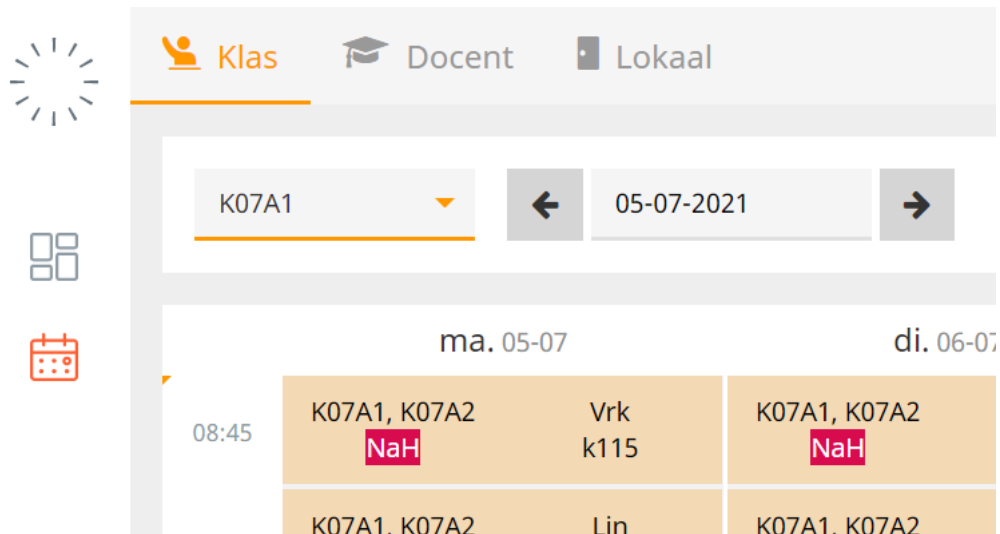 Klas Docent Lokaal
K07A1 05-07-2021
ma. 05-07 di. 06-07
08:45 K07A1, K07A2 Vrk K07A1, K07A2
NaH k115 NaH
K07A1, K07A2 Lin K07A1, K07A2